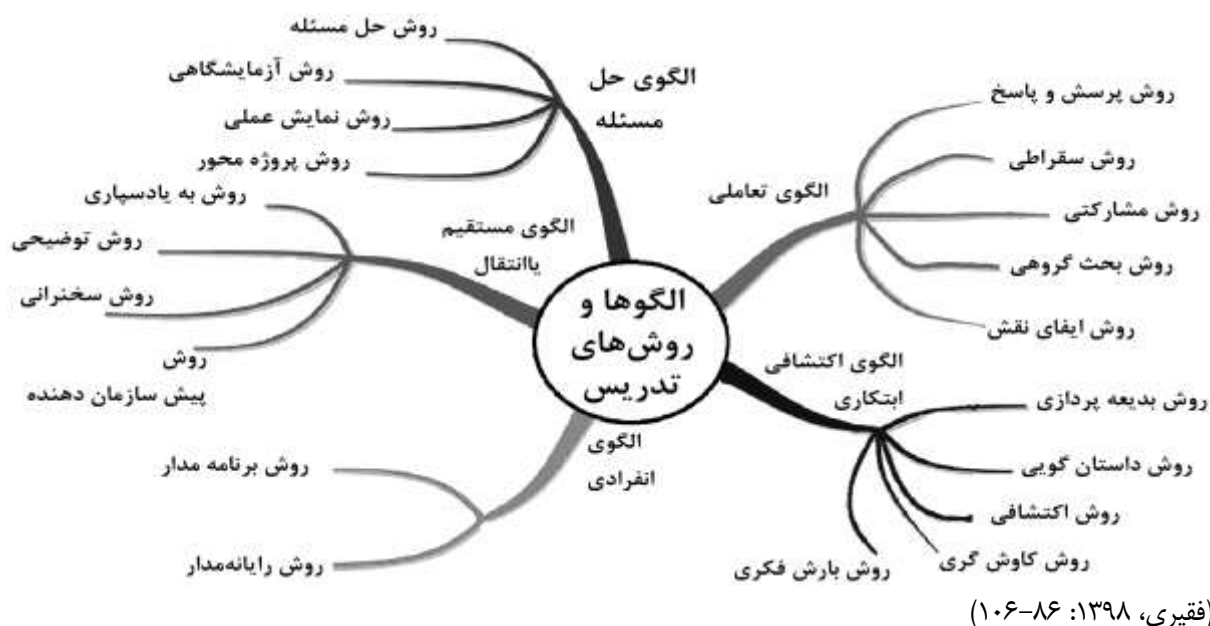 الگوها و
روش‌های
تدریس
الگوی حل
مسئله
روش حل مسئله
روش آزمایشگاهی
روش نمایش عملی
روش پروژه محور
الگوی تعاملی
روش پرسش و پاسخ
روش سقراطی
روش مشارکتی
روش بحث گروهی
روش ایفای نقش
الگوی مستقیم
یاانتقال
روش به یادسپاری
روش توضیحی
روش سخنرانی
روش
پیش سازمان دهنده
الگوی اکتشافی
ابتکاری
روش بدیعه پردازی
روش داستان گویی
روش اکتشافی
روش کاوش گری
روش بارش فکری
الگوی
انفرادی
روش برنامه مدار
روش رایانه‌مدار
(فقیری، ۱۳۹۸: ۸۶-۱۰۶)